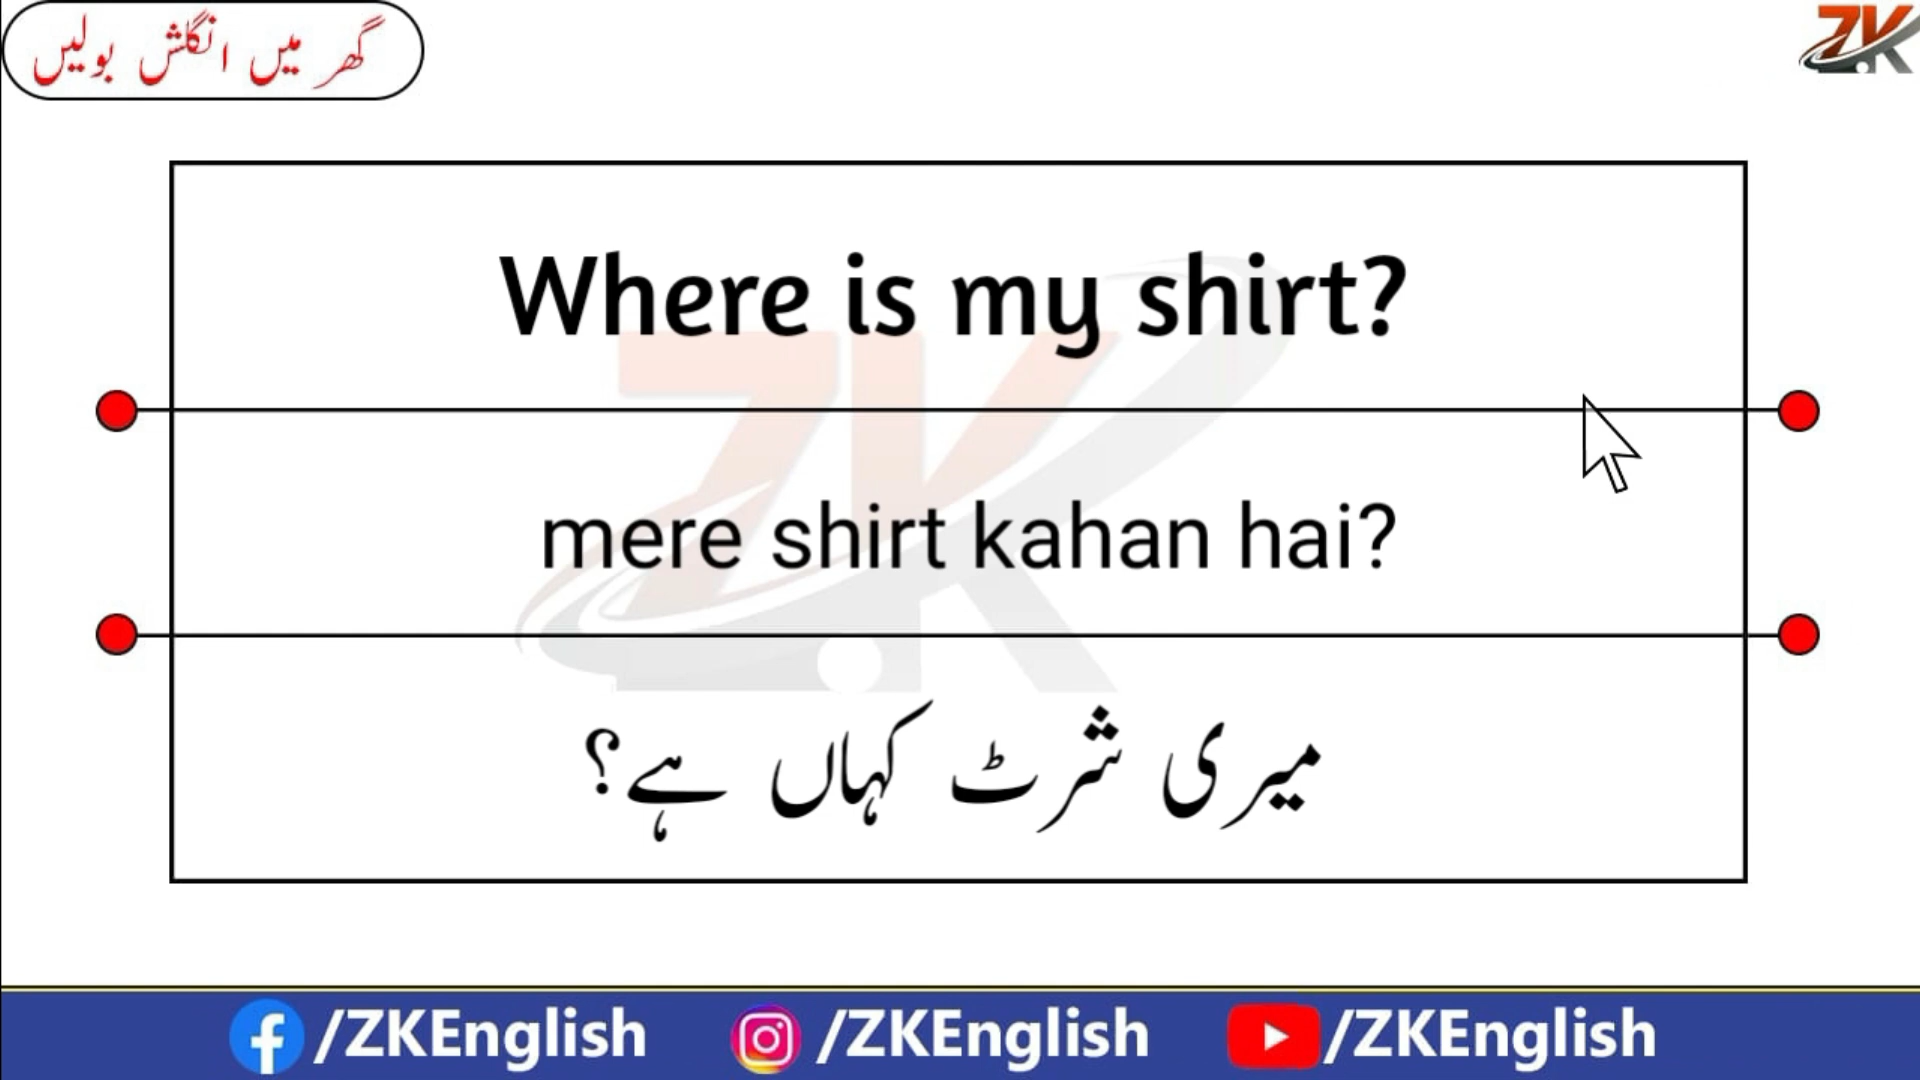 گھر میں انگلش بولیں
ZK
Where is my shirt?
mere shirt kahan hai?
میری شرٹ کہاں ہے؟
/ZKEnglish /ZKEnglish /ZKEnglish